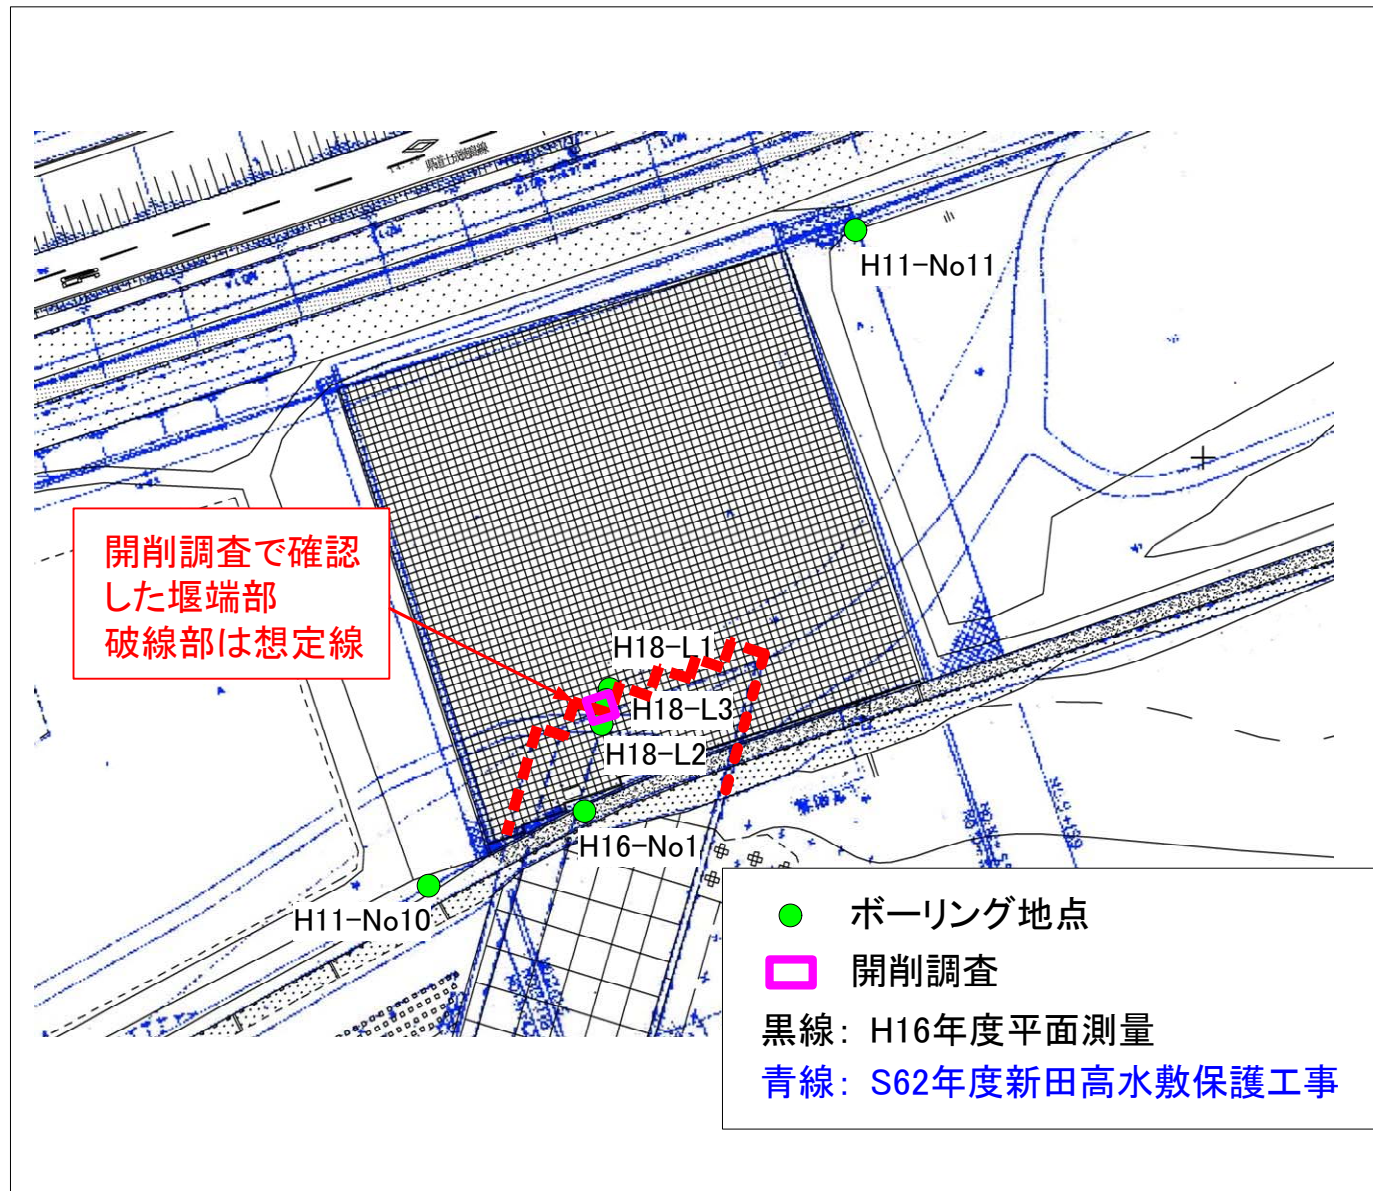 H11-No11
開削調査で確認
した堰端部
破線部は想定線
H18-L1
H18-L3
H18-L2
H16-No1
H11-No10
ボーリング地点
開削調査
黒線： H16年度平面測量
青線： S62年度新田高水敷保護工事